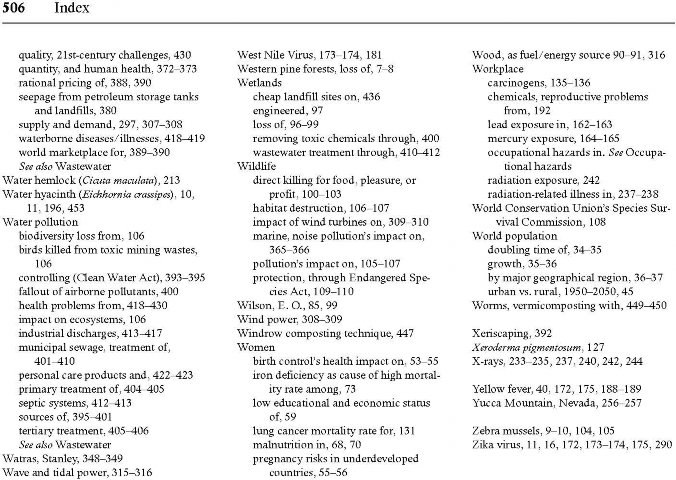 506 Index
quality, 21st-century challenges, 430
quantity, and human health, 372–373
rational pricing of, 388, 390
seepage from petroleum storage tanks
and landfills, 380
supply and demand, 297, 307–308
waterborne diseases/illnesses, 418–419
world marketplace for, 389–390
See also Wastewater
Water hemlock (Cicuta maculata), 213
Water hyacinth (Eichhornia crassipes), 10,
11, 196, 453
Water pollution
biodiversity loss from, 106
birds killed from toxic mining wastes,
106
controlling (Clean Water Act), 393–395
fallout of airborne pollutants, 400
health problems from, 418–430
impact on ecosystems, 106
industrial discharges, 413–417
municipal sewage, treatment of,
401–410
personal care products and, 422–423
primary treatment of, 404–405
septic systems, 412–413
sources of, 395–401
tertiary treatment, 405–406
See also Wastewater
Watras, Stanley, 348–349
Wave and tidal power, 315–316
West Nile Virus, 173–174, 181
Western pine forests, loss of, 7–8
Wetlands
cheap landfill sites on, 436
engineered, 97
loss of, 96–99
removing toxic chemicals through, 400
wastewater treatment through, 410–412
Wildlife
direct killing for food, pleasure, or
profit, 100–103
habitat destruction, 106–107
impact of wind turbines on, 309–310
marine, noise pollution's impact on,
365–366
pollution's impact on, 105–107
protection, through Endangered Spe-
cies Act, 109–110
Wilson, E. O., 85, 99
Wind power, 308–309
Windrow composting technique, 447
Women
birth control's health impact on, 53–55
iron deficiency as cause of high mortal-
ity rate among, 73
low educational and economic status
of, 59
lung cancer mortality rate for, 131
malnutrition in, 68, 70
pregnancy risks in underdeveloped
countries, 55–56
Wood, as fuel/energy source 90–91, 316
Workplace
carcinogens, 135–136
chemicals, reproductive problems
from, 192
lead exposure in, 162–163
mercury exposure, 164–165
occupational hazards in. See Occupa-
tional hazards
radiation exposure, 242
radiation-related illness in, 237–238
World Conservation Union's Species Sur-
vival Commission, 108
World population
doubling time of, 34–35
growth, 35–36
by major geographical region, 36–37
urban vs. rural, 1950–2050, 45
Worms, vermicomposting with, 449–450
Xeriscaping, 392
Xeroderma pigmentosum, 127
X-rays, 233–235, 237, 240, 242, 244
Yellow fever, 40, 172, 175, 188–189
Yucca Mountain, Nevada, 256–257
Zebra mussels, 9–10, 104, 105
Zika virus, 11, 16, 172, 173–174, 175, 290